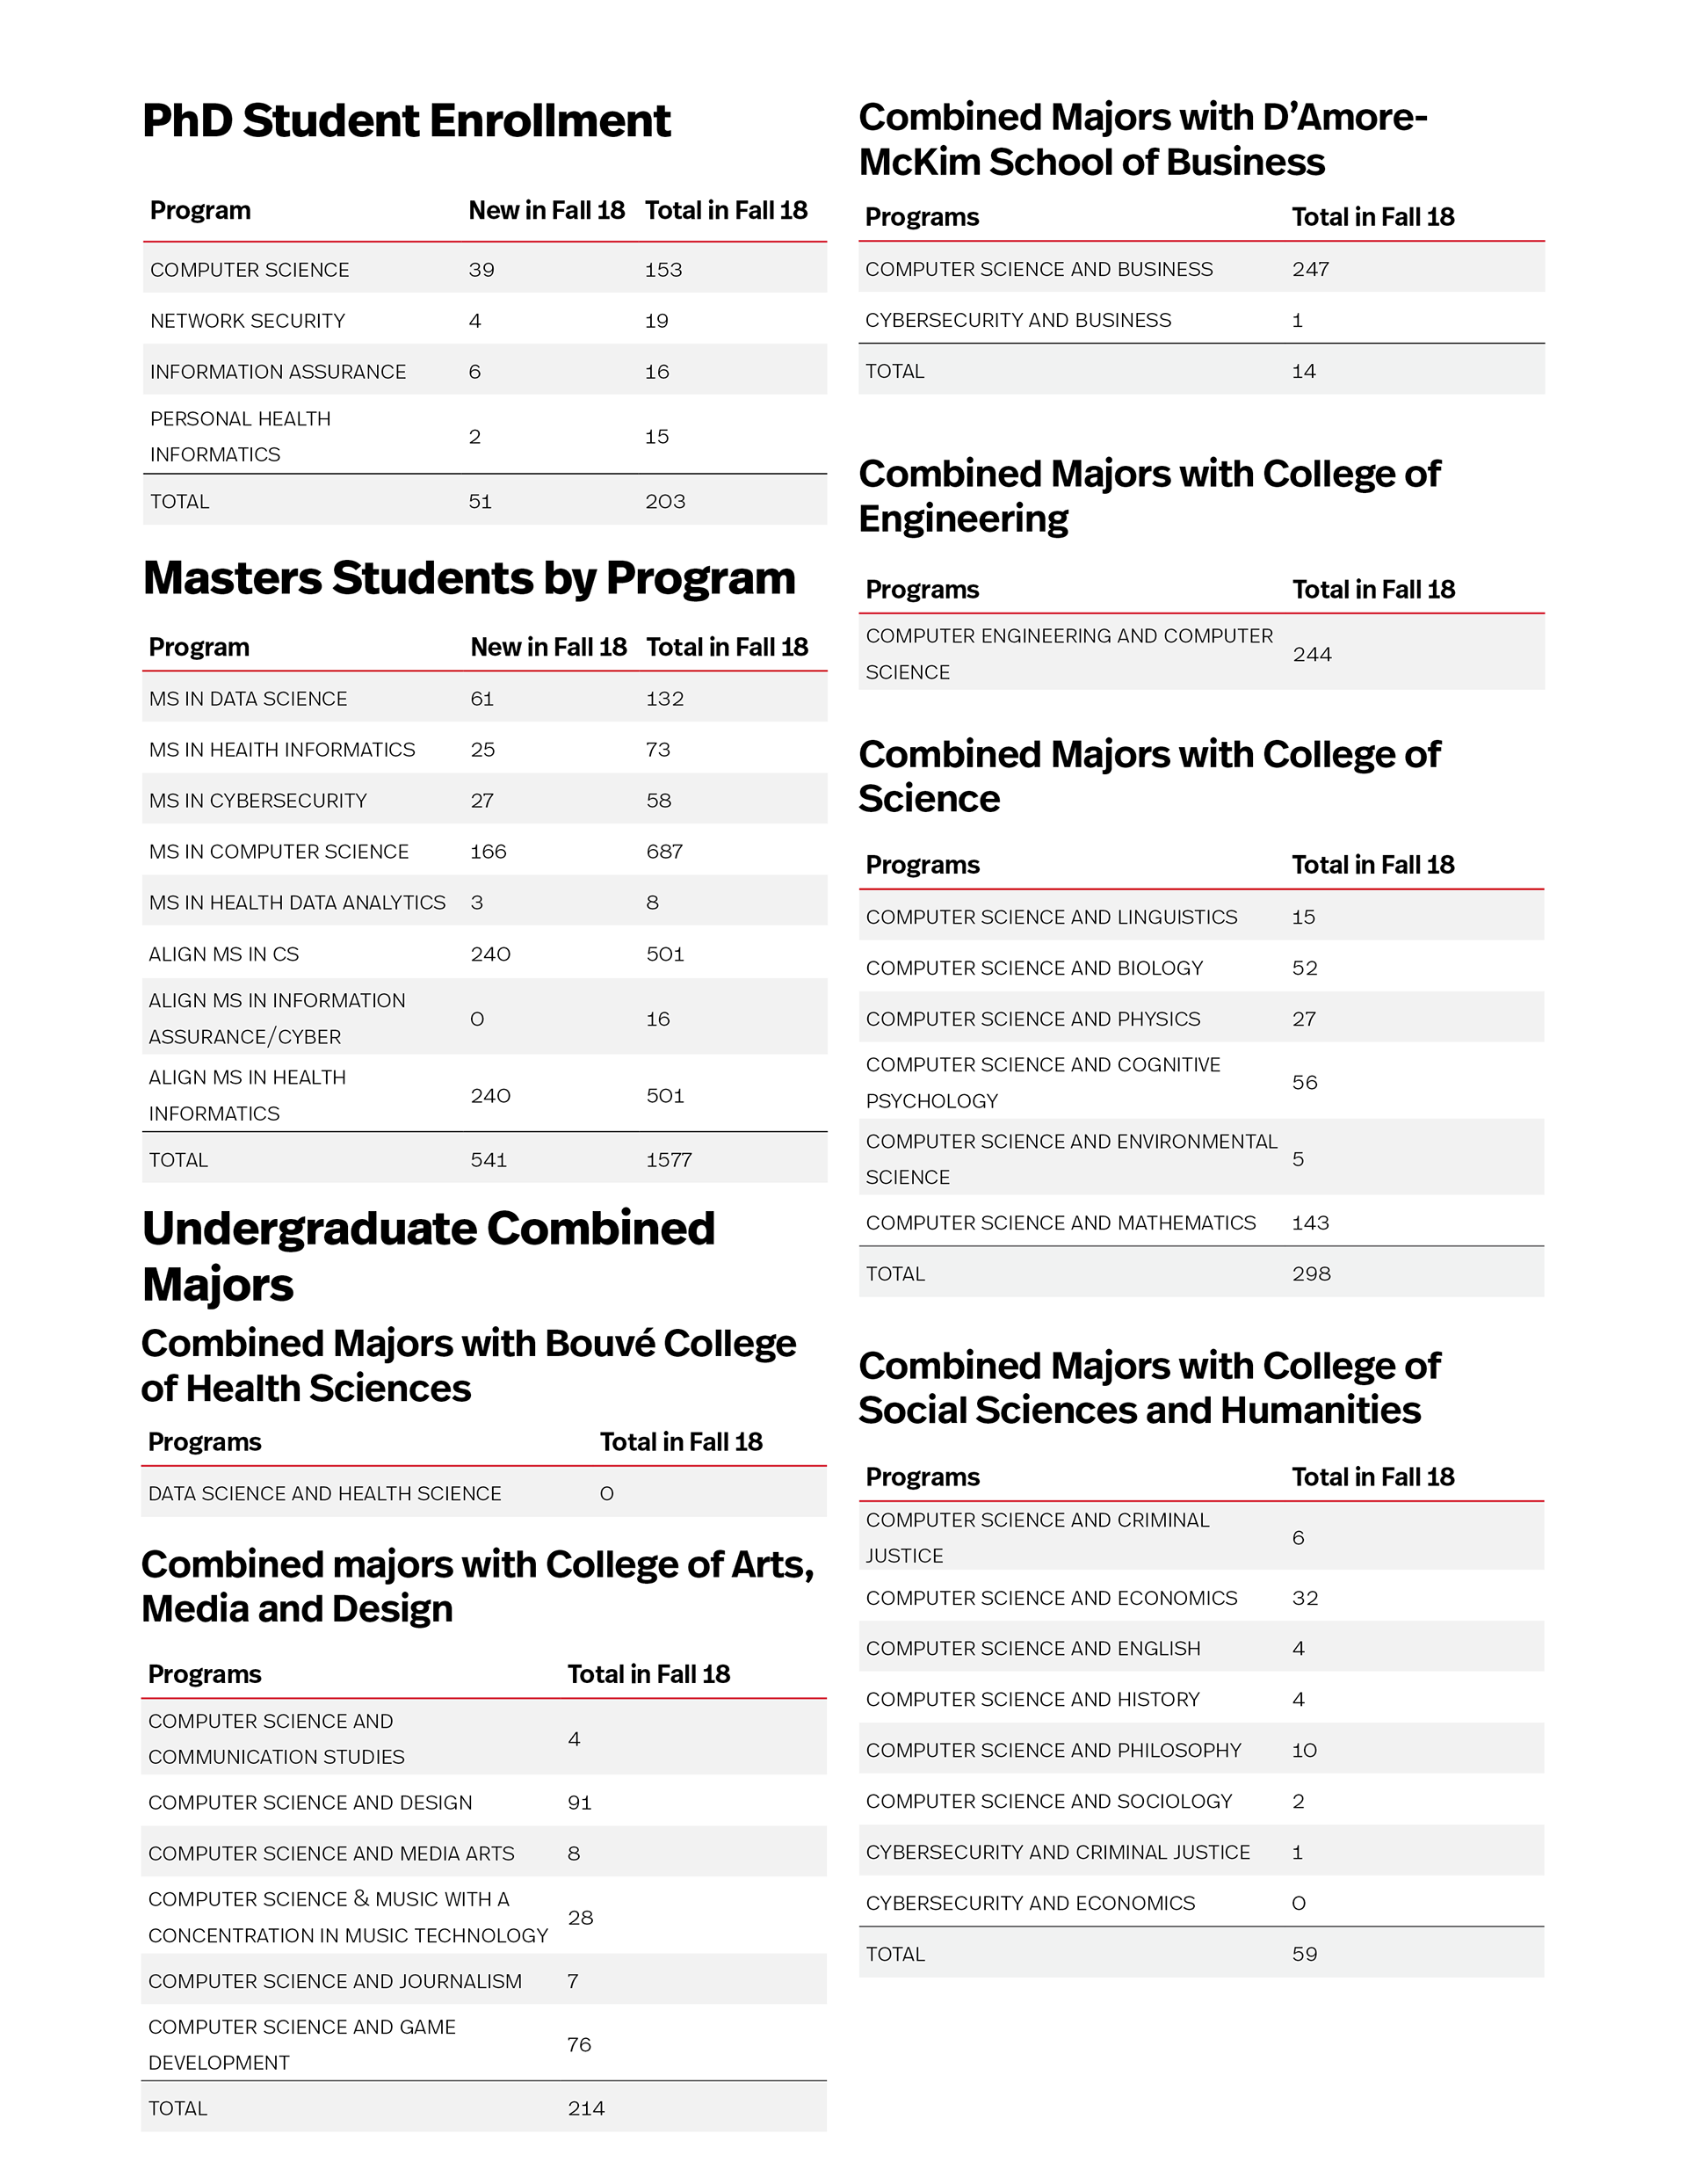 PhD Student Enrollment
Program New in Fall 18 Total in Fall 18
COMPUTER SCIENCE 39 153
NETWORK SECURITY 4 19
INFORMATION ASSURANCE 6 16
PERSONAL HEALTH
INFORMATICS 2 15
TOTAL 51 203
Masters Students by Program
Program New in Fall 18 Total in Fall 18
MS IN DATA SCIENCE 61 132
MS IN HEAITH INFORMATICS 25 73
MS IN CYBERSECURITY 27 58
MS IN COMPUTER SCIENCE 166 687
MS IN HEALTH DATA ANALYTICS 3 8
ALIGN MS IN CS 240 501
ALIGN MS IN INFORMATION
ASSURANCE/CYBER 0 16
ALIGN MS IN HEALTH
INFORMATICS 240 501
TOTAL 541 1577
Undergraduate Combined
Majors
Combined Majors with Bouvé College
of Health Sciences
Programs Total in Fall 18
DATA SCIENCE AND HEALTH SCIENCE 0
Combined majors with College of Arts,
Media and Design
Programs Total in Fall 18
COMPUTER SCIENCE AND
COMMUNICATION STUDIES 4
COMPUTER SCIENCE AND DESIGN 91
COMPUTER SCIENCE AND MEDIA ARTS 8
COMPUTER SCIENCE & MUSIC WITH A
CONCENTRATION IN MUSIC TECHNOLOGY 28
COMPUTER SCIENCE AND JOURNALISM 7
COMPUTER SCIENCE AND GAME
DEVELOPMENT 76
TOTAL 214
Combined Majors with D’Amore-
McKim School of Business
Programs Total in Fall 18
COMPUTER SCIENCE AND BUSINESS 247
CYBERSECURITY AND BUSINESS 1
TOTAL 14
Combined Majors with College of
Engineering
Programs Total in Fall 18
COMPUTER ENGINEERING AND COMPUTER
SCIENCE 244
Combined Majors with College of
Science
Programs Total in Fall 18
COMPUTER SCIENCE AND LINGUISTICS 15
COMPUTER SCIENCE AND BIOLOGY 52
COMPUTER SCIENCE AND PHYSICS 27
COMPUTER SCIENCE AND COGNITIVE
PSYCHOLOGY 56
COMPUTER SCIENCE AND ENVIRONMENTAL
SCIENCE 5
COMPUTER SCIENCE AND MATHEMATICS 143
TOTAL 298
Combined Majors with College of
Social Sciences and Humanities
Programs Total in Fall 18
COMPUTER SCIENCE AND CRIMINAL
JUSTICE 6
COMPUTER SCIENCE AND ECONOMICS 32
COMPUTER SCIENCE AND ENGLISH 4
COMPUTER SCIENCE AND HISTORY 4
COMPUTER SCIENCE AND PHILOSOPHY 10
COMPUTER SCIENCE AND SOCIOLOGY 2
CYBERSECURITY AND CRIMINAL JUSTICE 1
CYBERSECURITY AND ECONOMICS 0
TOTAL 59